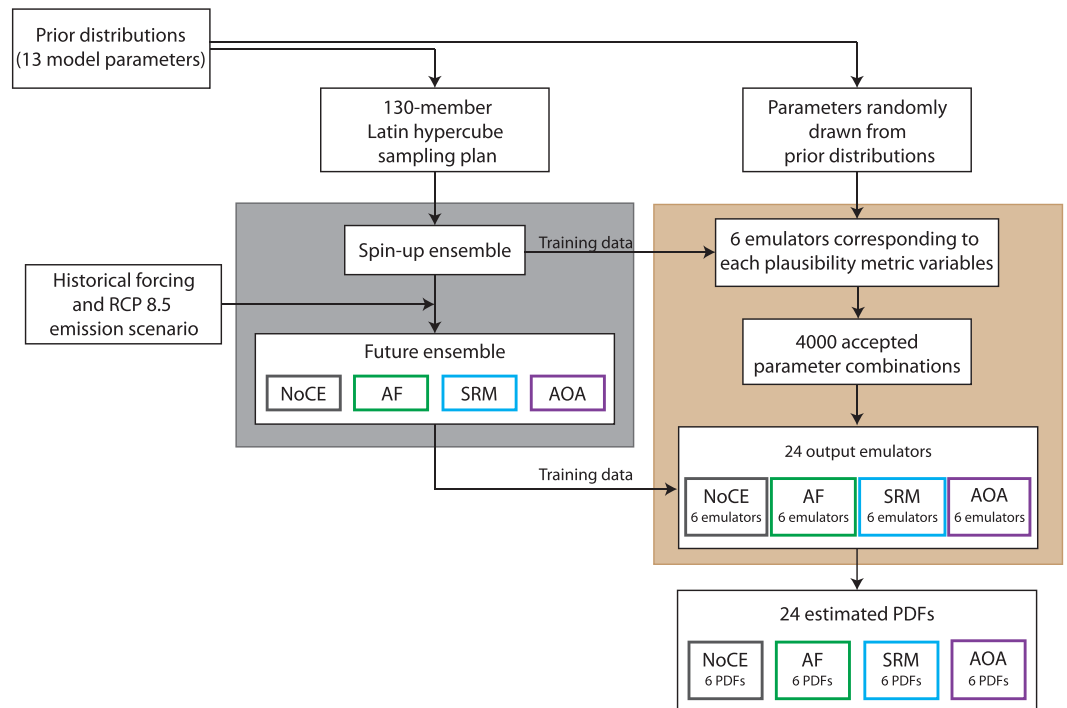 Prior distributions
(13 model parameters)
130-member
Latin hypercube
sampling plan
Parameters randomly
drawn from
prior distributions
Spin-up ensemble
Training data
6 emulators corresponding to
each plausibility metric variables
Historical forcing
and RCP 8.5
emission scenario
Future ensemble
NoCE
AF
SRM
AOA
4000 accepted
parameter combinations
Training data
24 output emulators
NoCE
6 emulators
AF
6 emulators
SRM
6 emulators
AOA
6 emulators
24 estimated PDFs
NoCE
6 PDFs
AF
6 PDFs
SRM
6 PDFs
AOA
6 PDFs